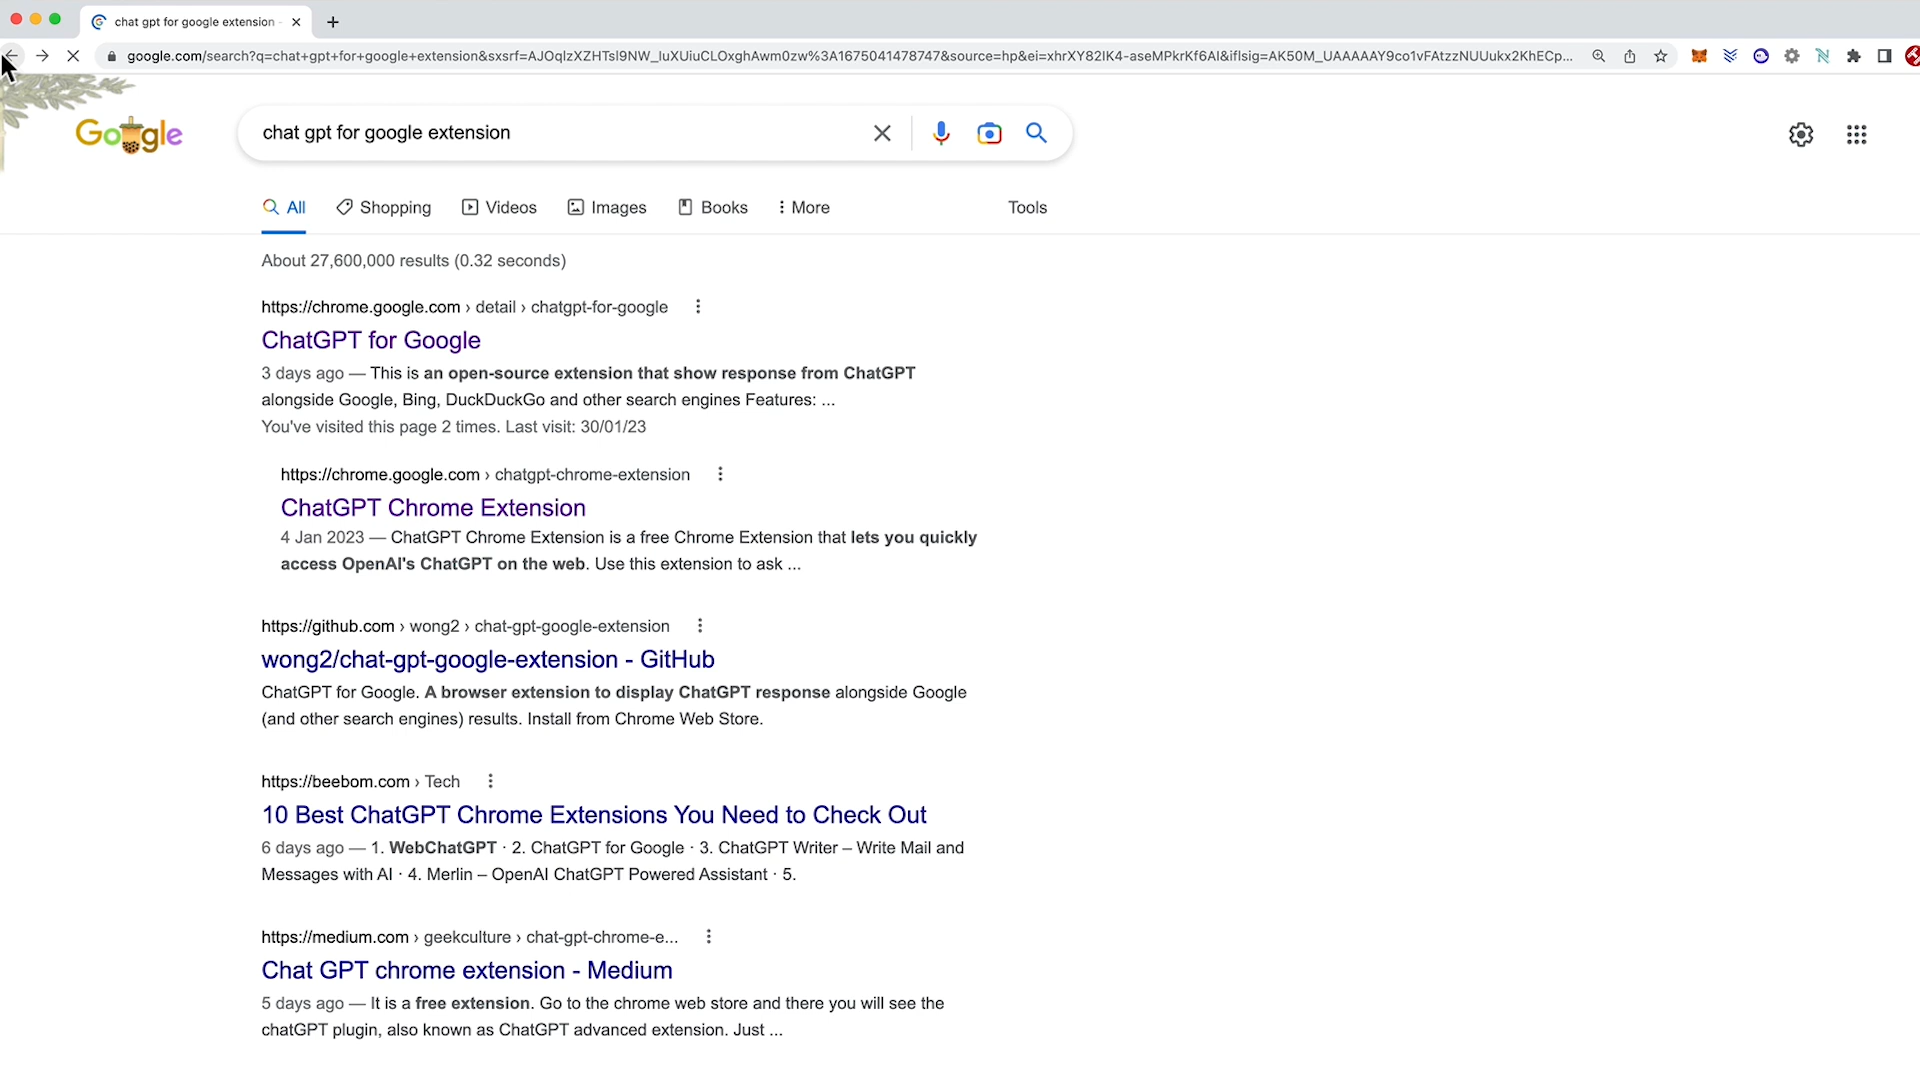 chat gpt for google extension -
google.com/search?q=chat+gpt+for+google+extension&sxsrf=AJOqlzXZHTsl9NW_luXUiuCLOxghAwm0zw%3A1675041478747&source=hp&ei=xhrXY82IK4-aseMPkrKf6AI&iflsig=AK50M_UAAAAAY9co1vFAtzzNUUukx2KhECp...
Google
chat gpt for google extension
All
Shopping
Videos
Images
Books
More
Tools
About 27,600,000 results (0.32 seconds)
https://chrome.google.com › detail › chatgpt-for-google
ChatGPT for Google
3 days ago — This is an open-source extension that show response from ChatGPT
alongside Google, Bing, DuckDuckGo and other search engines Features: ...
You've visited this page 2 times. Last visit: 30/01/23
https://chrome.google.com › chatgpt-chrome-extension
ChatGPT Chrome Extension
4 Jan 2023 — ChatGPT Chrome Extension is a free Chrome Extension that lets you quickly
access OpenAI's ChatGPT on the web. Use this extension to ask ...
https://github.com › wong2 › chat-gpt-google-extension
wong2/chat-gpt-google-extension - GitHub
ChatGPT for Google. A browser extension to display ChatGPT response alongside Google
(and other search engines) results. Install from Chrome Web Store.
https://beebom.com › Tech
10 Best ChatGPT Chrome Extensions You Need to Check Out
6 days ago — 1. WebChatGPT · 2. ChatGPT for Google · 3. ChatGPT Writer – Write Mail and
Messages with AI · 4. Merlin – OpenAI ChatGPT Powered Assistant · 5.
https://medium.com › geekculture › chat-gpt-chrome-e...
Chat GPT chrome extension - Medium
5 days ago — It is a free extension. Go to the chrome web store and there you will see the
chatGPT plugin, also known as ChatGPT advanced extension. Just ...